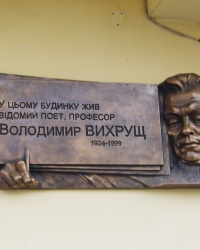 У ЦЬОМУ БУДИНКУ ЖИВ
ВІДОМИЙ ПОЕТ, ПРОФЕСОР
ВОЛОДИМИР ВИХРУЩ
1934-1999